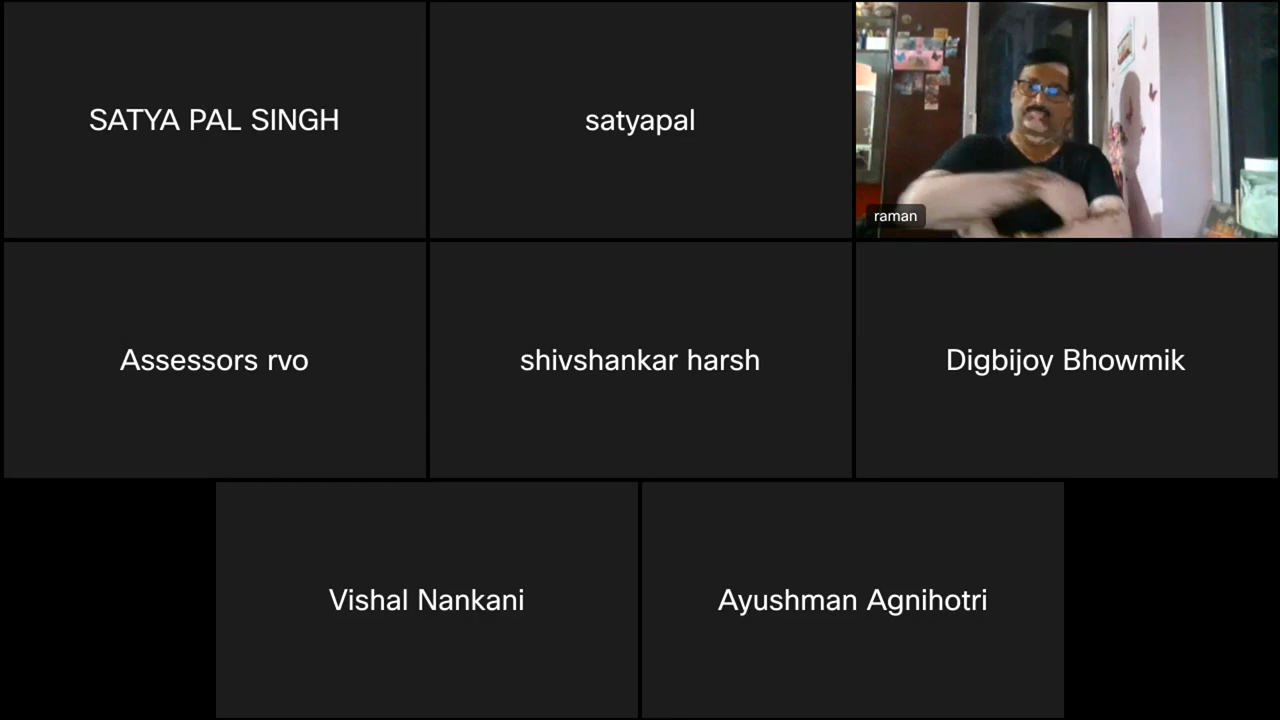 SATYA PAL SINGH
satyapal
raman
Assessors rvo
shivshankar harsh
Digbijoy Bhowmik
Vishal Nankani
Ayushman Agnihotri